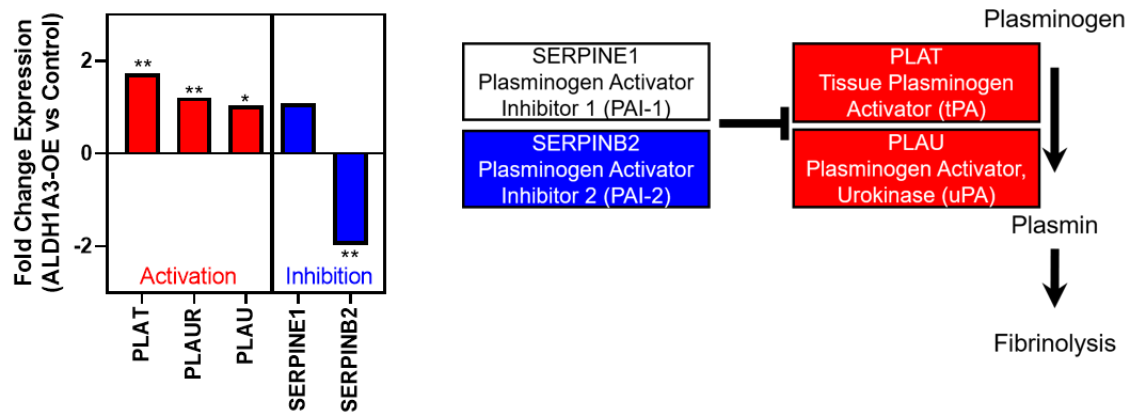 Fold Change Expression
(ALDH1A3-OE vs Control)
2
0
-2
**
**
*
**
Activation
Inhibition
PLAT
PLAUR
PLAU
SERPINE1
SERPINB2
SERPINE1
Plasminogen Activator
Inhibitor 1 (PAI-1)
SERPINB2
Plasminogen Activator
Inhibitor 2 (PAI-2)
Plasminogen
PLAT
Tissue Plasminogen
Activator (tPA)
PLAU
Plasminogen Activator,
Urokinase (uPA)
Plasmin
Fibrinolysis